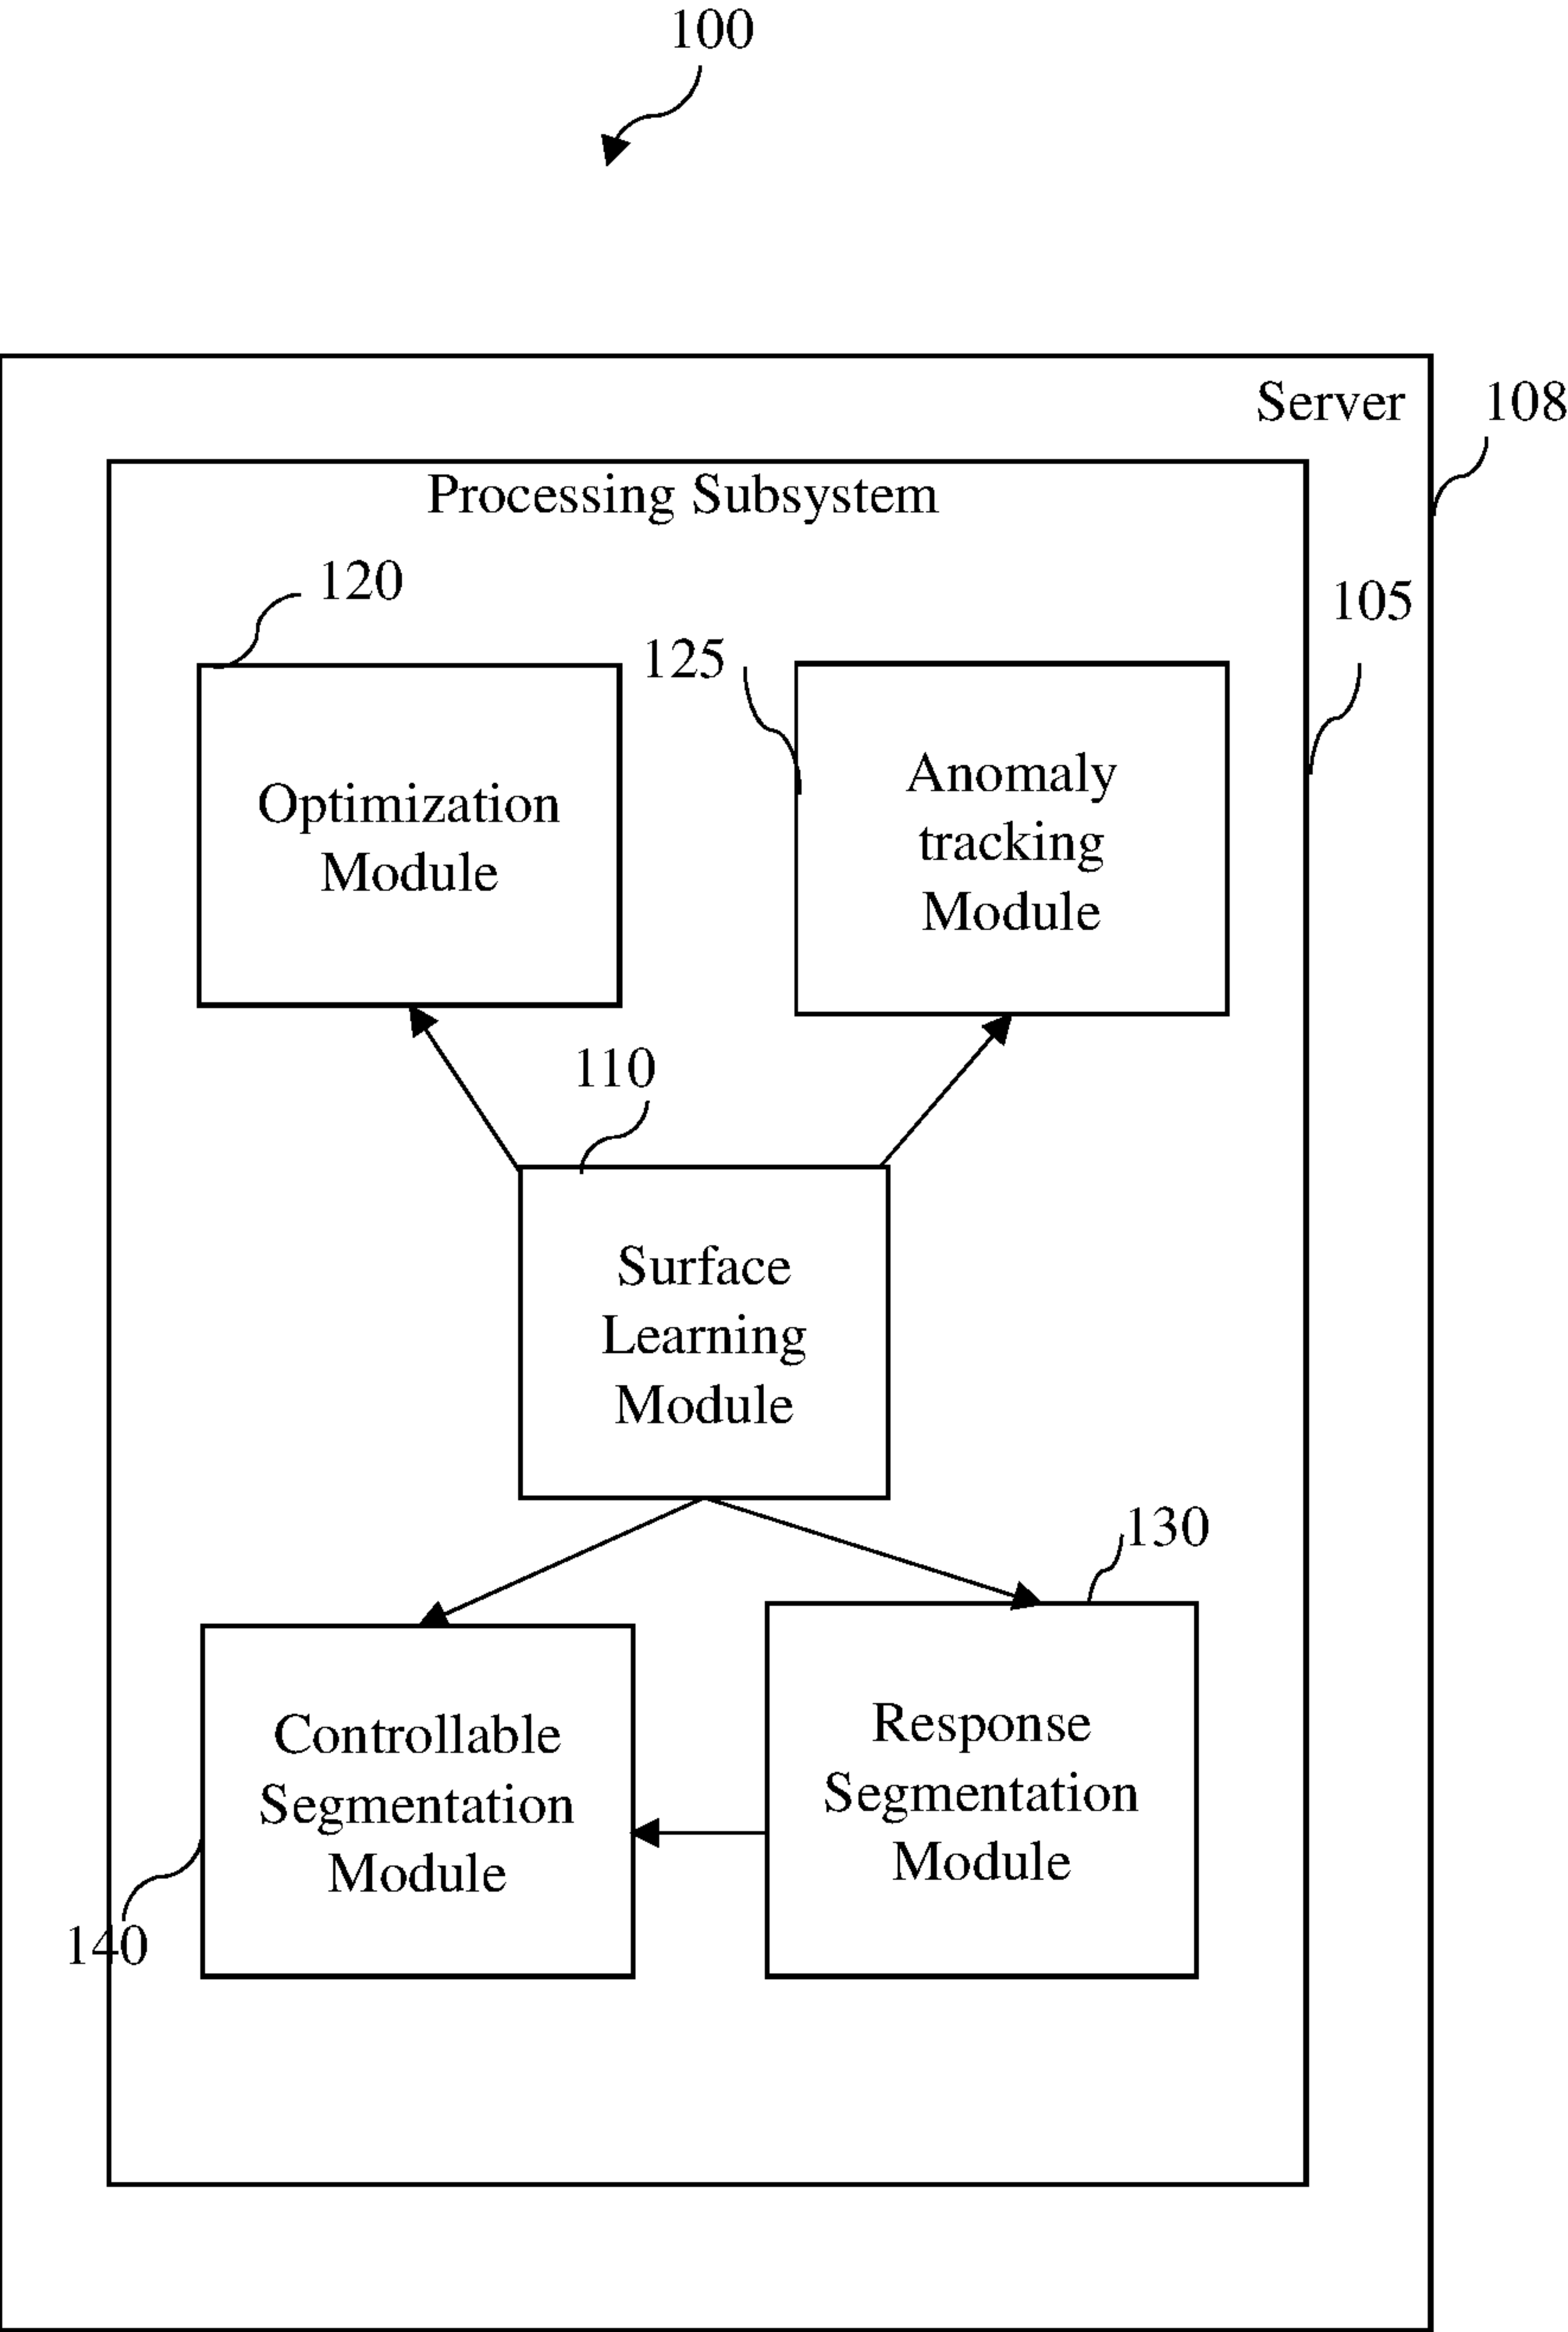 100
Server
108
Processing Subsystem
120
105
125
Optimization
Module
Anomaly
tracking
Module
110
Surface
Learning
Module
130
Controllable
Segmentation
Module
Response
Segmentation
Module
140